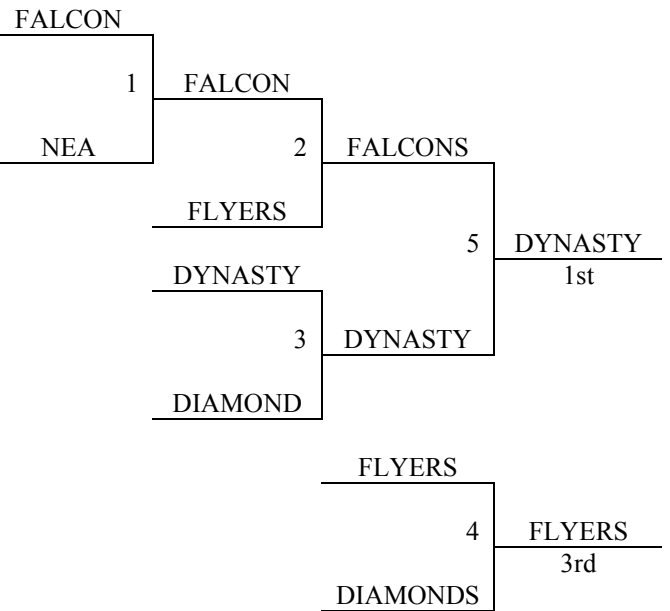 FALCON
1
FALCON
NEA
2
FALCONS
FLYERS
5
DYNASTY
1st
DYNASTY
3
DYNASTY
DIAMOND
FLYERS
4
FLYERS
3rd
DIAMONDS